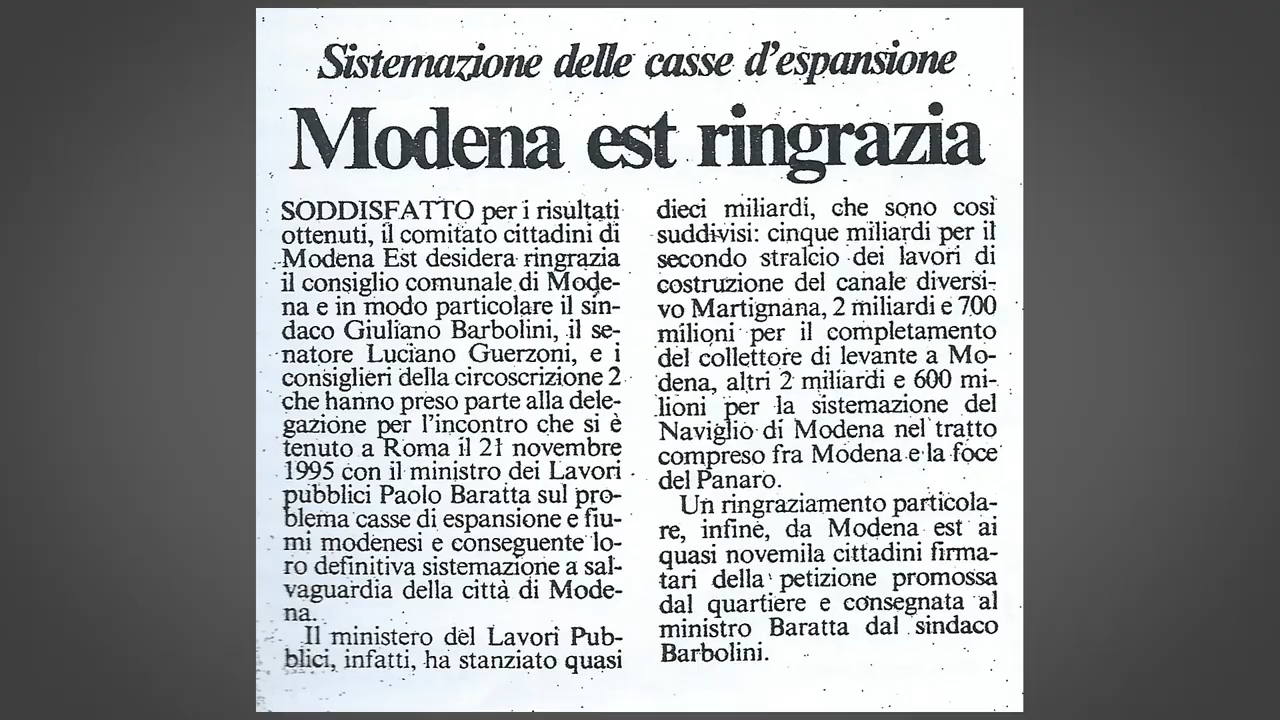 Sistemazione delle casse d'espansione
Modena est ringrazia
SODDISFATTO per i risultati
ottenuti, il comitato cittadini di
Modena Est desidera ringrazia
il consiglio comunale di Mode-
na e in modo particolare il sin-
daco Giuliano Barbolini, il se-
natore Luciano Guerzoni, e i
consiglieri della circoscrizione 2
che hanno preso parte alla dele-
gazione per l'incontro che si è
tenuto a Roma il 21 novembre
1995 con il ministro dei Lavori
pubblici Paolo Baratta sul pro-
blema casse di espansione e fiu-
mi modenesi e conseguente lo-
ro definitiva sistemazione a sal-
vaguardia della città di Mode-
na.
Il ministero del Lavori Pub-
blici, infatti, ha stanziato quasi
dieci miliardi, che sono così
suddivisi: cinque miliardi per il
secondo stralcio dei lavori di
costruzione del canale diversi-
vo Martignana, 2 miliardi e 700
milioni per il completamento
del collettore di levante a Mo-
dena, altri 2 miliardi e 600 mi-
lioni per la sistemazione del
Naviglio di Modena nel tratto
compreso fra Modena e la foce
del Panaro.
Un ringraziamento particola-
re, infine, da Modena est ai
quasi novemila cittadini firma-
tari della petizione promossa
dal quartiere e consegnata al
ministro Baratta dal sindaco
Barbolini.